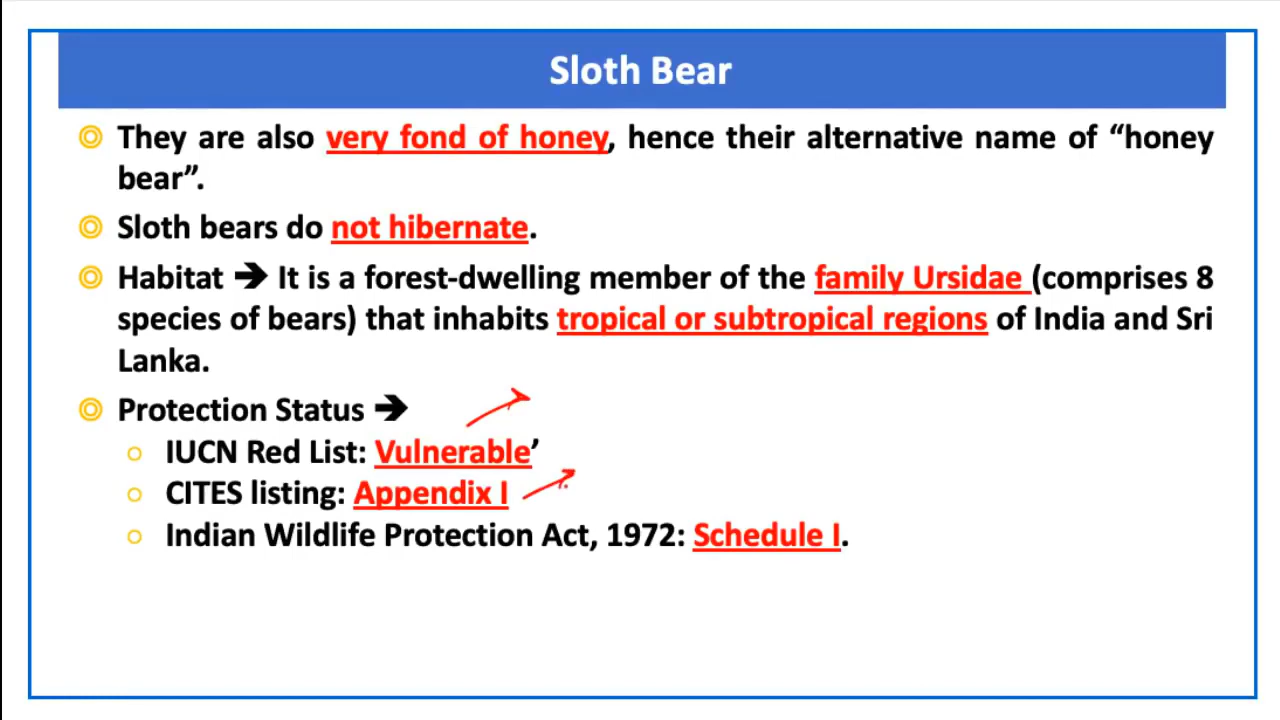 Sloth Bear
They are also very fond of honey, hence their alternative name of “honey
bear”.
Sloth bears do not hibernate.
Habitat ➔ It is a forest-dwelling member of the family Ursidae (comprises 8
species of bears) that inhabits tropical or subtropical regions of India and Sri
Lanka.
Protection Status ➔
IUCN Red List: Vulnerable’
CITES listing: Appendix I
Indian Wildlife Protection Act, 1972: Schedule I.